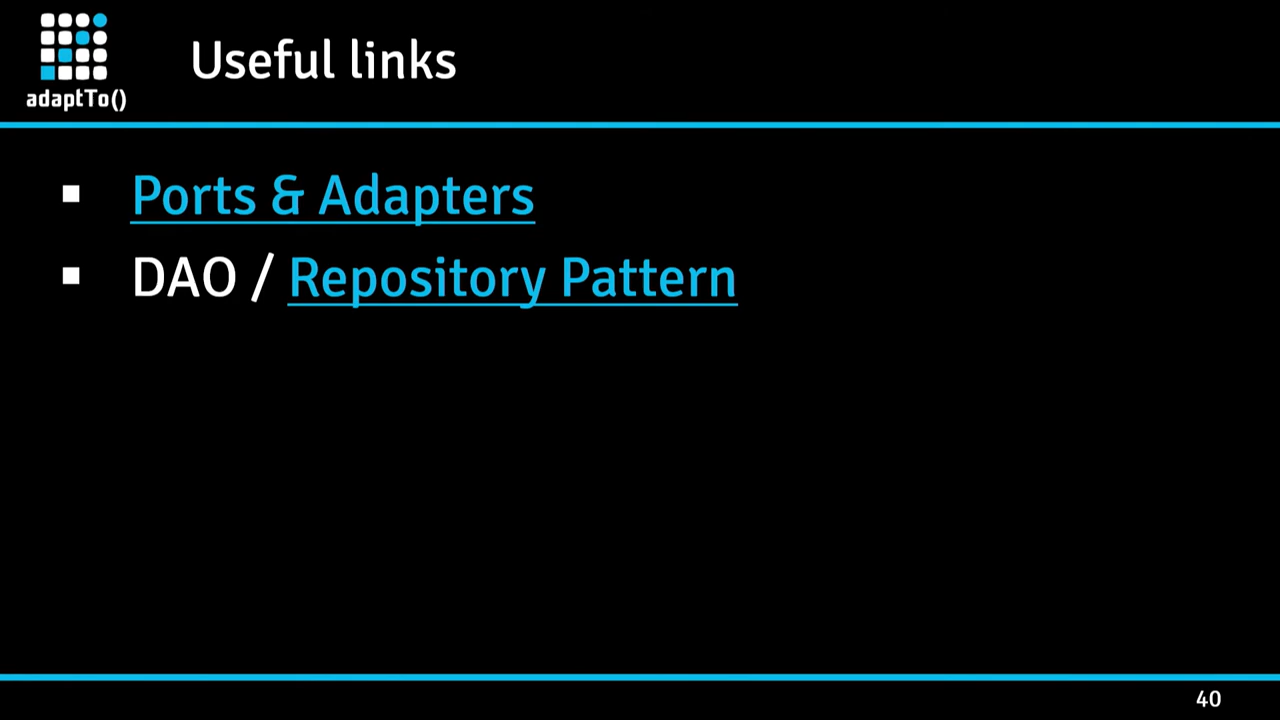 adaptTo()
Useful links
Ports & Adapters
DAO / Repository Pattern
40